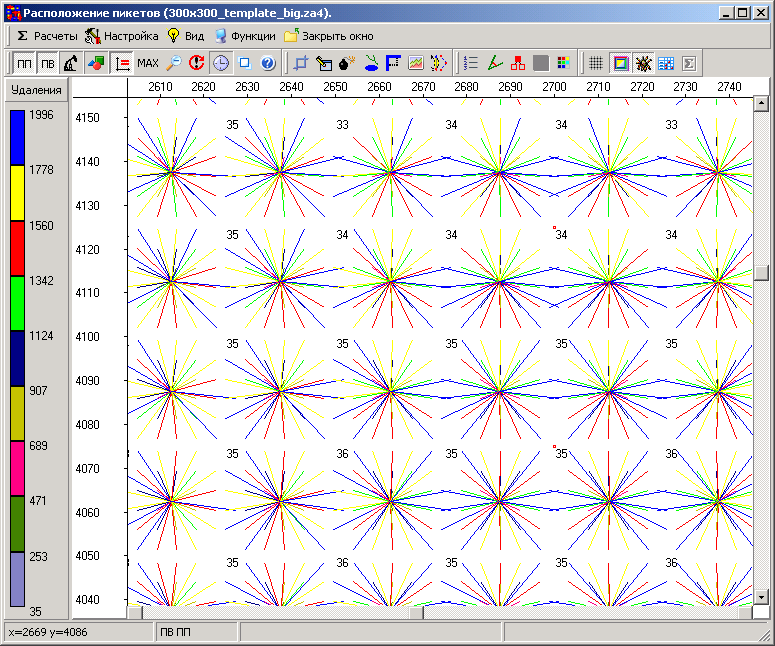 Расположение пикетов (300x300_template_big.za4).
Σ Расчеты Настройка Вид Функции Закрыть окно
ПП ПВ MAX
Удаления
2610 2620 2630 2640 2650 2660 2670 2680 2690 2700 2710 2720 2730 2740
1996
1778
1560
1342
1124
907
689
471
253
35
4150
4140
4130
4120
4110
4100
4090
4080
4070
4060
4050
4040
35 33 34 34 33
35 34 34 34 34
35 35 35 35 35
35 36 35 35 36
35 36 35 35 36
x=2669 y=4086
ПВ ПП